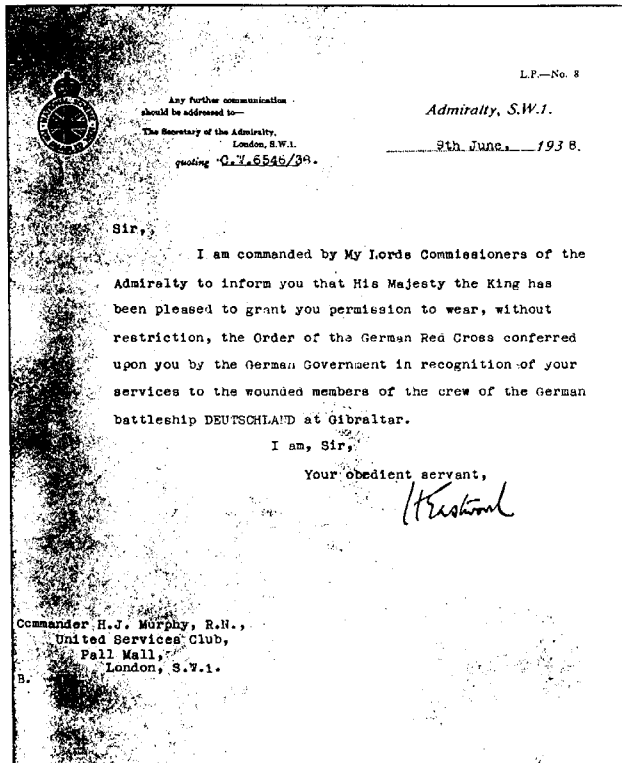 L.P.—No. 8
Any further communication
should be addressed to—
The Secretary of the Admiralty,
London, S.W.1.
quoting C.W.6546/38.
Admiralty, S.W.1.
9th June, 1938.
Sir,
I am commanded by My Lords Commissioners of the
Admiralty to inform you that His Majesty the King has
been pleased to grant you permission to wear, without
restriction, the Order of the German Red Cross conferred
upon you by the German Government in recognition of your
services to the wounded members of the crew of the German
battleship DEUTSCHLAND at Gibraltar.
I am, Sir,
Your obedient servant,
Commander H.J. Murphy, R.N.,
United Services Club,
Pall Mall,
London, S.W.1.
B.